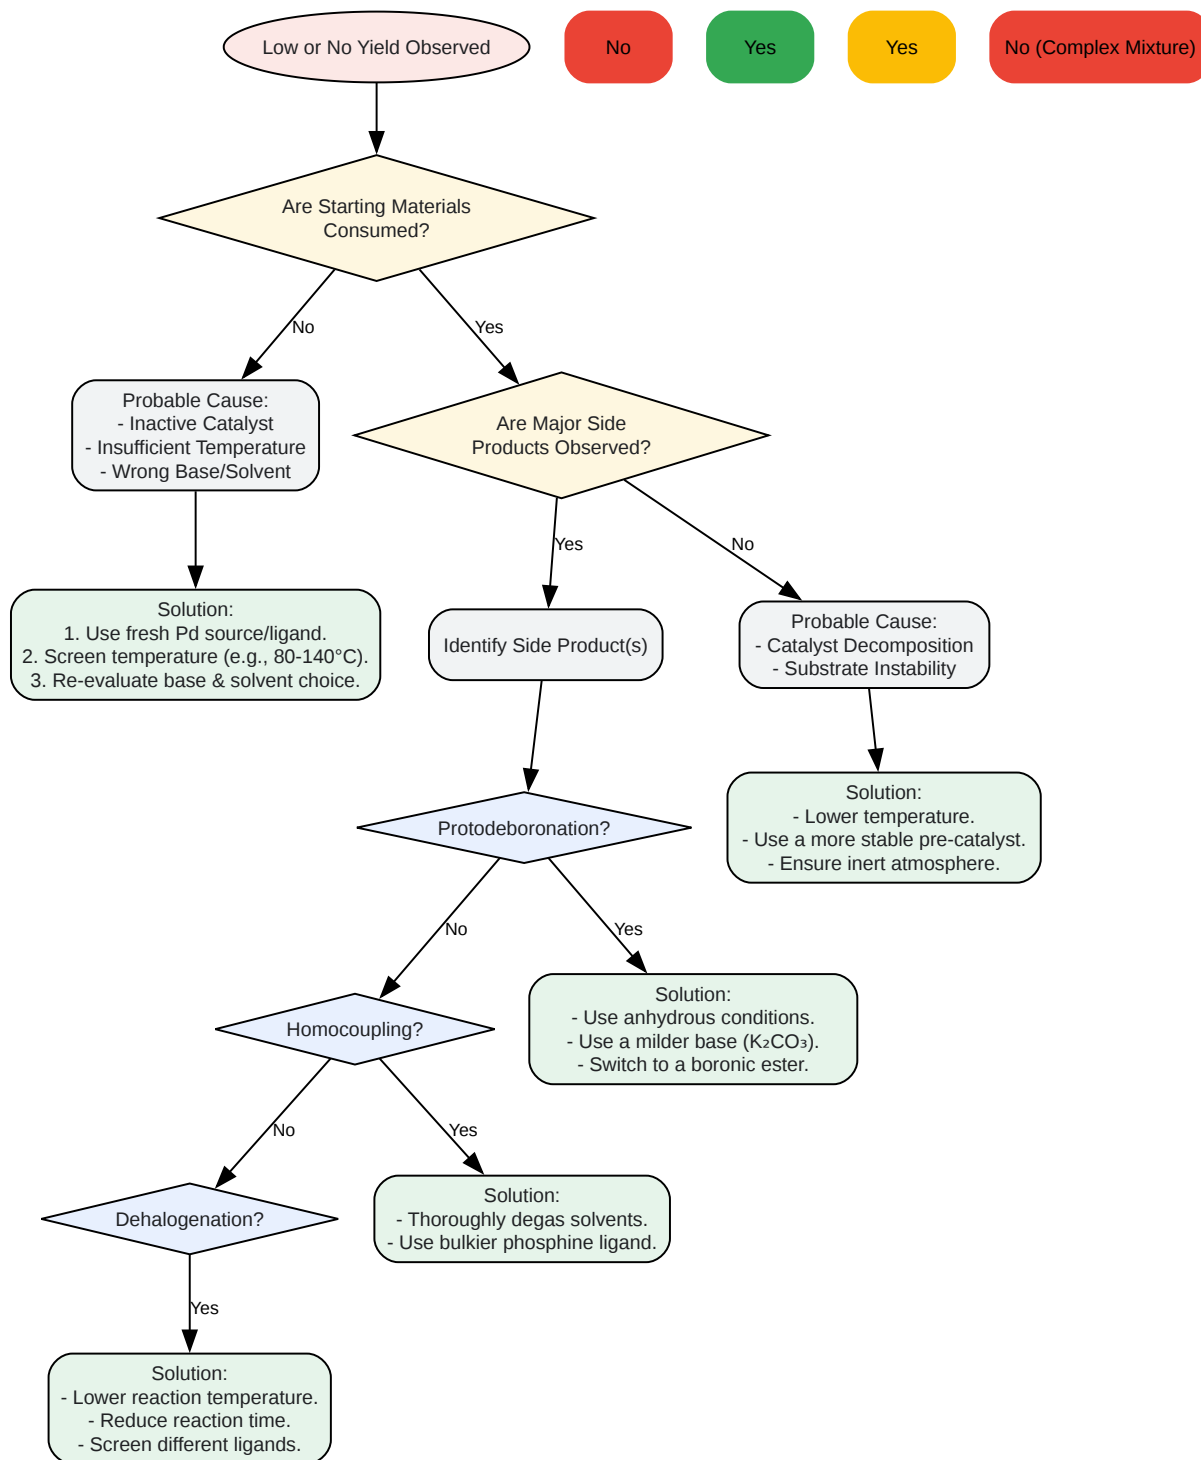 Low or No Yield Observed
No
Yes
Yes
No (Complex Mixture)
Are Starting Materials
Consumed?
No
Yes
Probable Cause:
- Inactive Catalyst
- Insufficient Temperature
- Wrong Base/Solvent
Are Major Side
Products Observed?
Yes
No
Solution:
1. Use fresh Pd source/ligand.
2. Screen temperature (e.g., 80-140°C).
3. Re-evaluate base & solvent choice.
Identify Side Product(s)
Probable Cause:
- Catalyst Decomposition
- Substrate Instability
Solution:
- Lower temperature.
- Use a more stable pre-catalyst.
- Ensure inert atmosphere.
Protodeboronation?
No
Yes
Solution:
- Use anhydrous conditions.
- Use a milder base (K₂CO₃).
- Switch to a boronic ester.
Homocoupling?
No
Yes
Solution:
- Thoroughly degas solvents.
- Use bulkier phosphine ligand.
Dehalogenation?
Yes
Solution:
- Lower reaction temperature.
- Reduce reaction time.
- Screen different ligands.